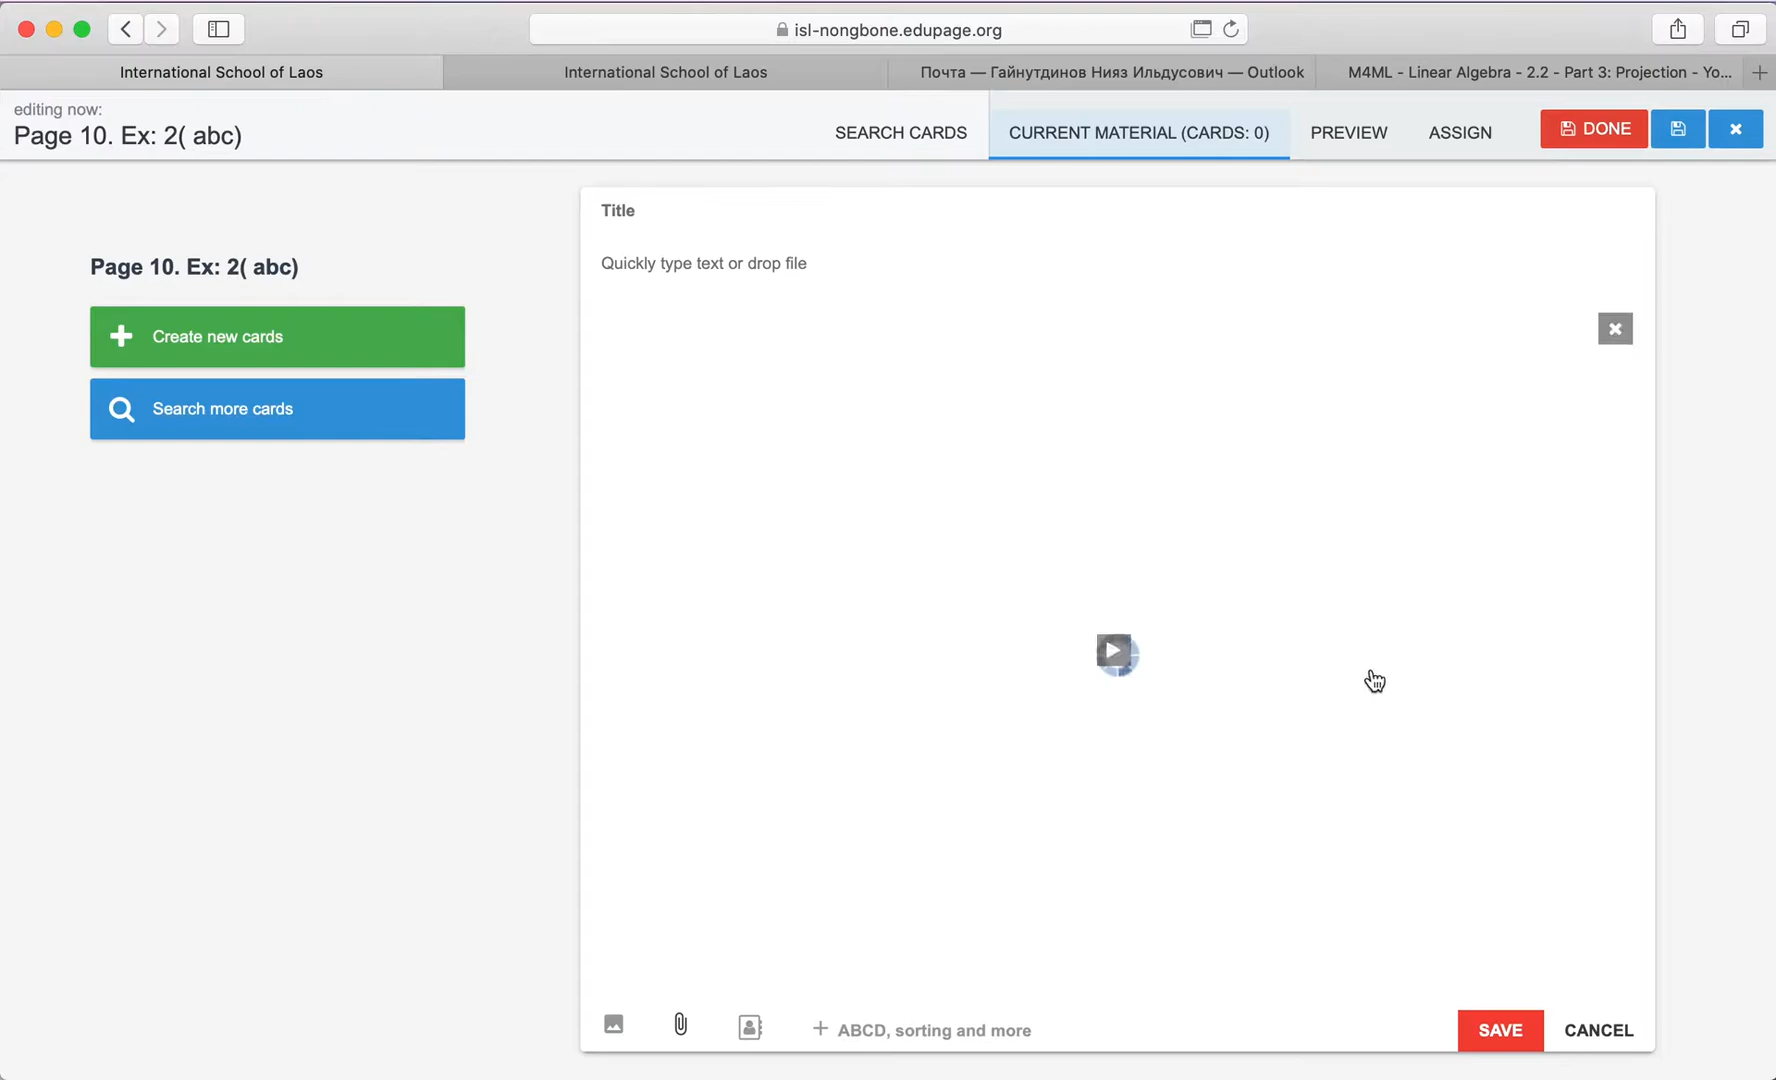 isl-nongbone.edupage.org
International School of Laos
International School of Laos
Почта — Гайнутдинов Нияз Ильдусович — Outlook
M4ML - Linear Algebra - 2.2 - Part 3: Projection - Yo...
editing now:
Page 10. Ex: 2( abc)
SEARCH CARDS
CURRENT MATERIAL (CARDS: 0)
PREVIEW
ASSIGN
DONE
Title
Quickly type text or drop file
Page 10. Ex: 2( abc)
Create new cards
Search more cards
ABCD, sorting and more
SAVE
CANCEL